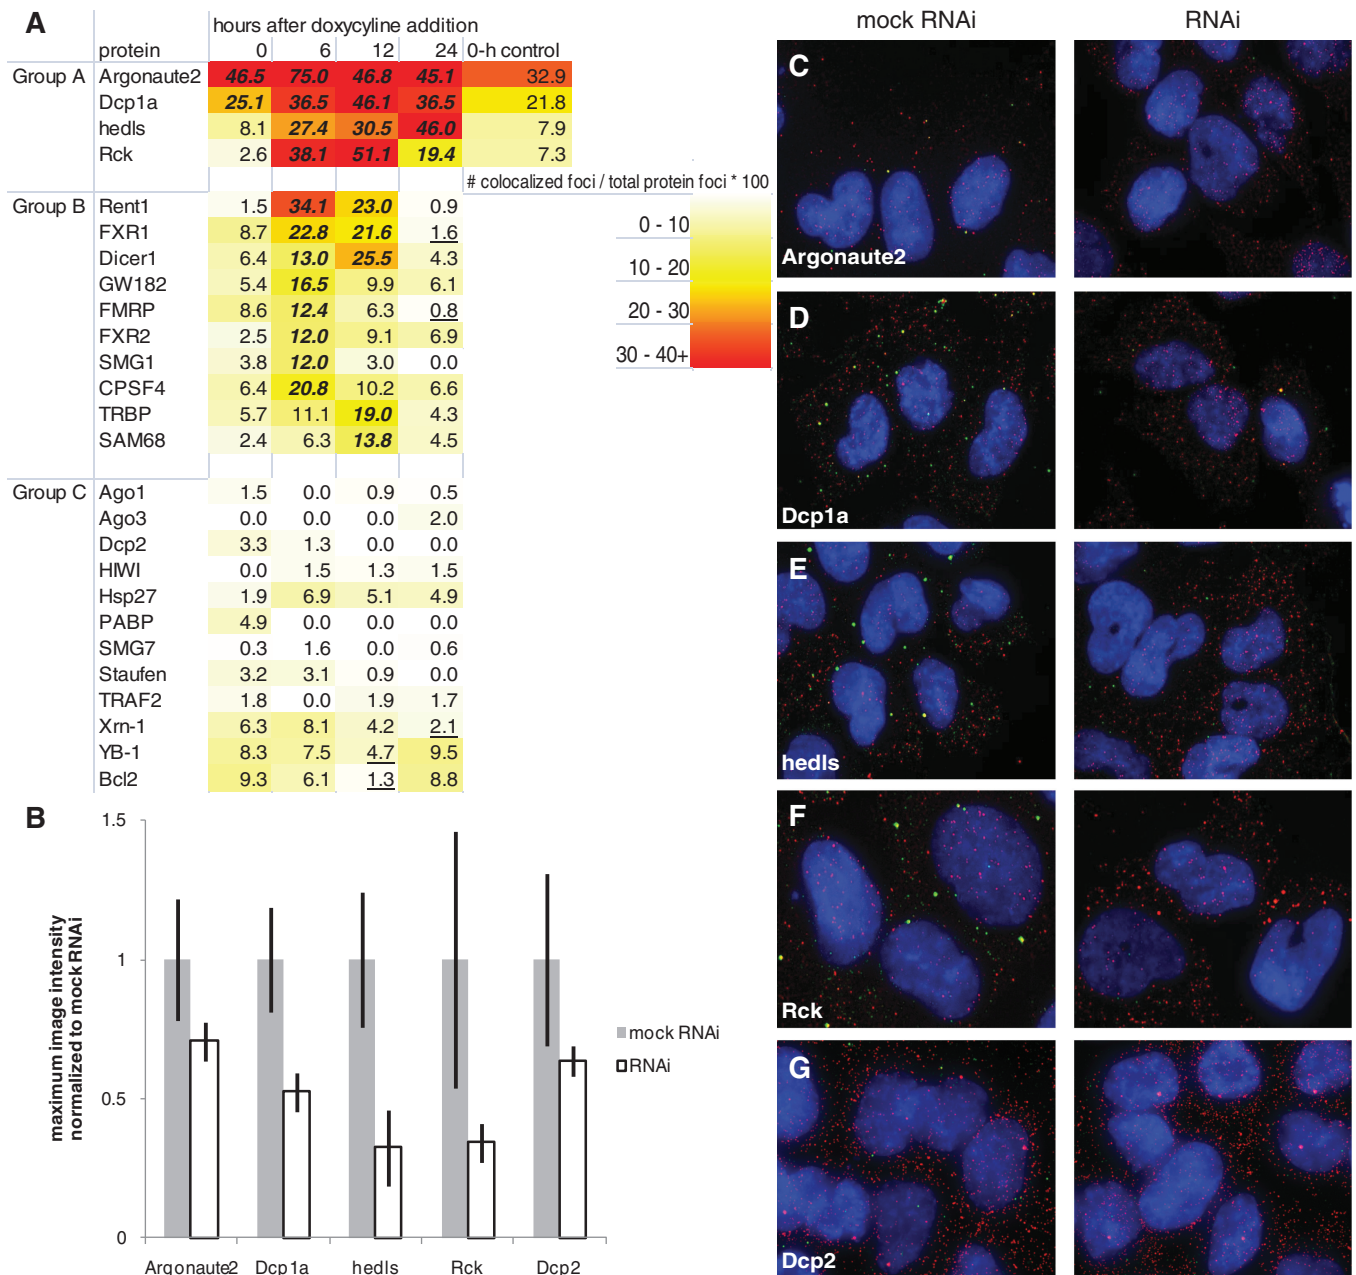 A
hours after doxycyline addition
protein 0 6 12 24 0-h control
Group A Argonaute2 46.5 75.0 46.8 45.1 32.9
Dcp1a 25.1 36.5 46.1 36.5 21.8
hedls 8.1 27.4 30.5 46.0 7.9
Rck 2.6 38.1 51.1 19.4 7.3
# colocalized foci / total protein foci * 100
0 - 10
10 - 20
20 - 30
30 - 40+
Group B Rent1 1.5 34.1 23.0 0.9
FXR1 8.7 22.8 21.6 1.6
Dicer1 6.4 13.0 25.5 4.3
GW182 5.4 16.5 9.9 6.1
FMRP 8.6 12.4 6.3 0.8
FXR2 2.5 12.0 9.1 6.9
SMG1 3.8 12.0 3.0 0.0
CPSF4 6.4 20.8 10.2 6.6
TRBP 5.7 11.1 19.0 4.3
SAM68 2.4 6.3 13.8 4.5
Group C Ago1 1.5 0.0 0.9 0.5
Ago3 0.0 0.0 0.0 2.0
Dcp2 3.3 1.3 0.0 0.0
HIWI 0.0 1.5 1.3 1.5
Hsp27 1.9 6.9 5.1 4.9
PABP 4.9 0.0 0.0 0.0
SMG7 0.3 1.6 0.0 0.6
Staufen 3.2 3.1 0.9 0.0
TRAF2 1.8 0.0 1.9 1.7
Xrn-1 6.3 8.1 4.2 2.1
YB-1 8.3 7.5 4.7 9.5
Bcl2 9.3 6.1 1.3 8.8
B
maximum image intensity
normalized to mock RNAi
1.5
1
0.5
0
Argonaute2 Dcp1a hedls Rck Dcp2
mock RNAi
RNAi
mock RNAi RNAi
C
Argonaute2
D
Dcp1a
E
hedls
F
Rck
G
Dcp2